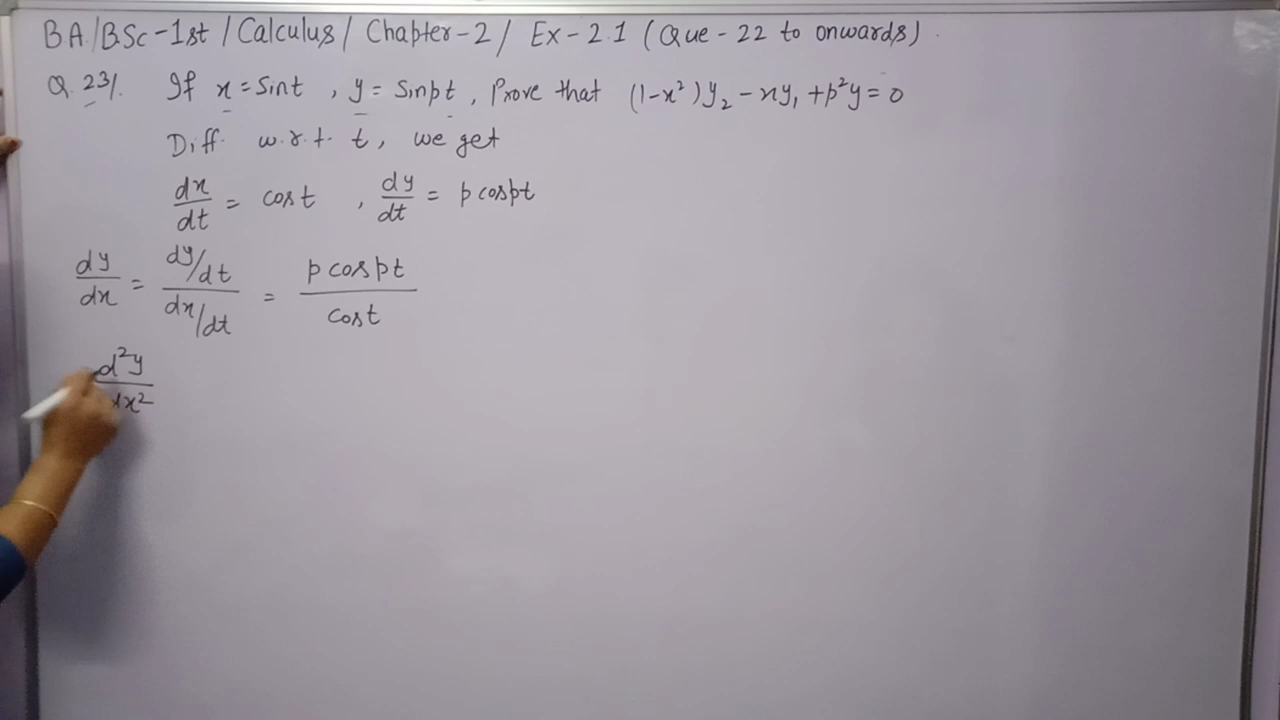 BA/BSc-1st / Calculus / Chapter-2 / Ex-2.1 (Que-22 to onwards)
Q.23/. If x = Sint , y = Sinpt , Prove that (1-x²)y₂ - xy₁ + p²y = 0
Diff. w.r.t. t, we get
dx/dt = cost , dy/dt = p cospt
dy/dx = (dy/dt)/(dx/dt) = p cospt / cost
d²y/dx²